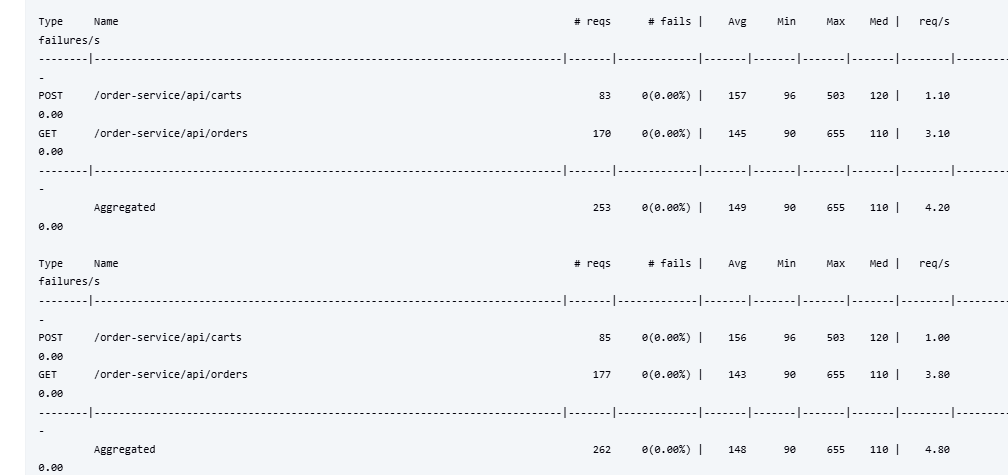 Type     Name                                                                          # reqs      # fails |    Avg     Min     Max    Med |   req/s
failures/s
--------|----------------------------------------------------------------------------|-------|-------------|-------|-------|-------|-------|--------|---------
-
POST     /order-service/api/carts                                                          83     0(0.00%) |    157      96     503    120 |    1.10
0.00
GET      /order-service/api/orders                                                        170     0(0.00%) |    145      90     655    110 |    3.10
0.00
--------|----------------------------------------------------------------------------|-------|-------------|-------|-------|-------|-------|--------|---------
-
         Aggregated                                                                       253     0(0.00%) |    149      90     655    110 |    4.20
0.00
Type     Name                                                                          # reqs      # fails |    Avg     Min     Max    Med |   req/s
failures/s
--------|----------------------------------------------------------------------------|-------|-------------|-------|-------|-------|-------|--------|---------
-
POST     /order-service/api/carts                                                          85     0(0.00%) |    156      96     503    120 |    1.00
0.00
GET      /order-service/api/orders                                                        177     0(0.00%) |    143      90     655    110 |    3.80
0.00
--------|----------------------------------------------------------------------------|-------|-------------|-------|-------|-------|-------|--------|---------
-
         Aggregated                                                                       262     0(0.00%) |    148      90     655    110 |    4.80
0.00